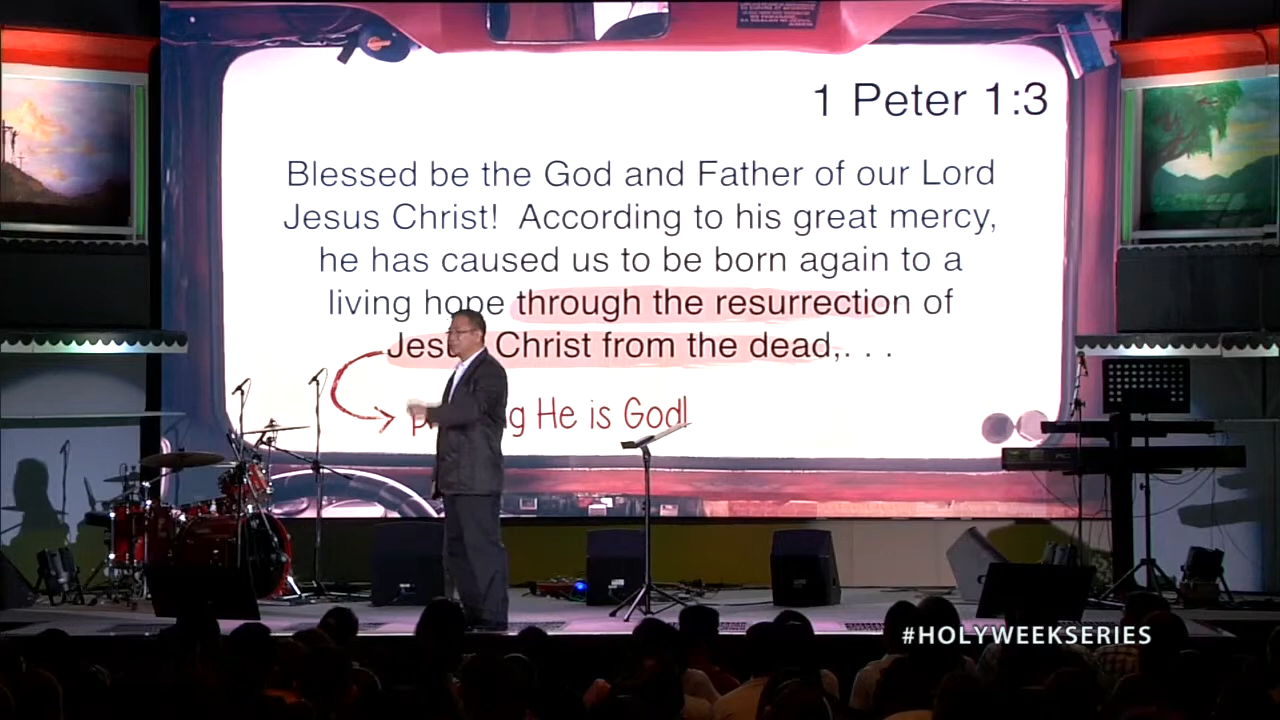 1 Peter 1:3
Blessed be the God and Father of our Lord
Jesus Christ! According to his great mercy,
he has caused us to be born again to a
living hope through the resurrection of
Christ from the dead,. . .
He is God!
#HOLYWEEKSERIES